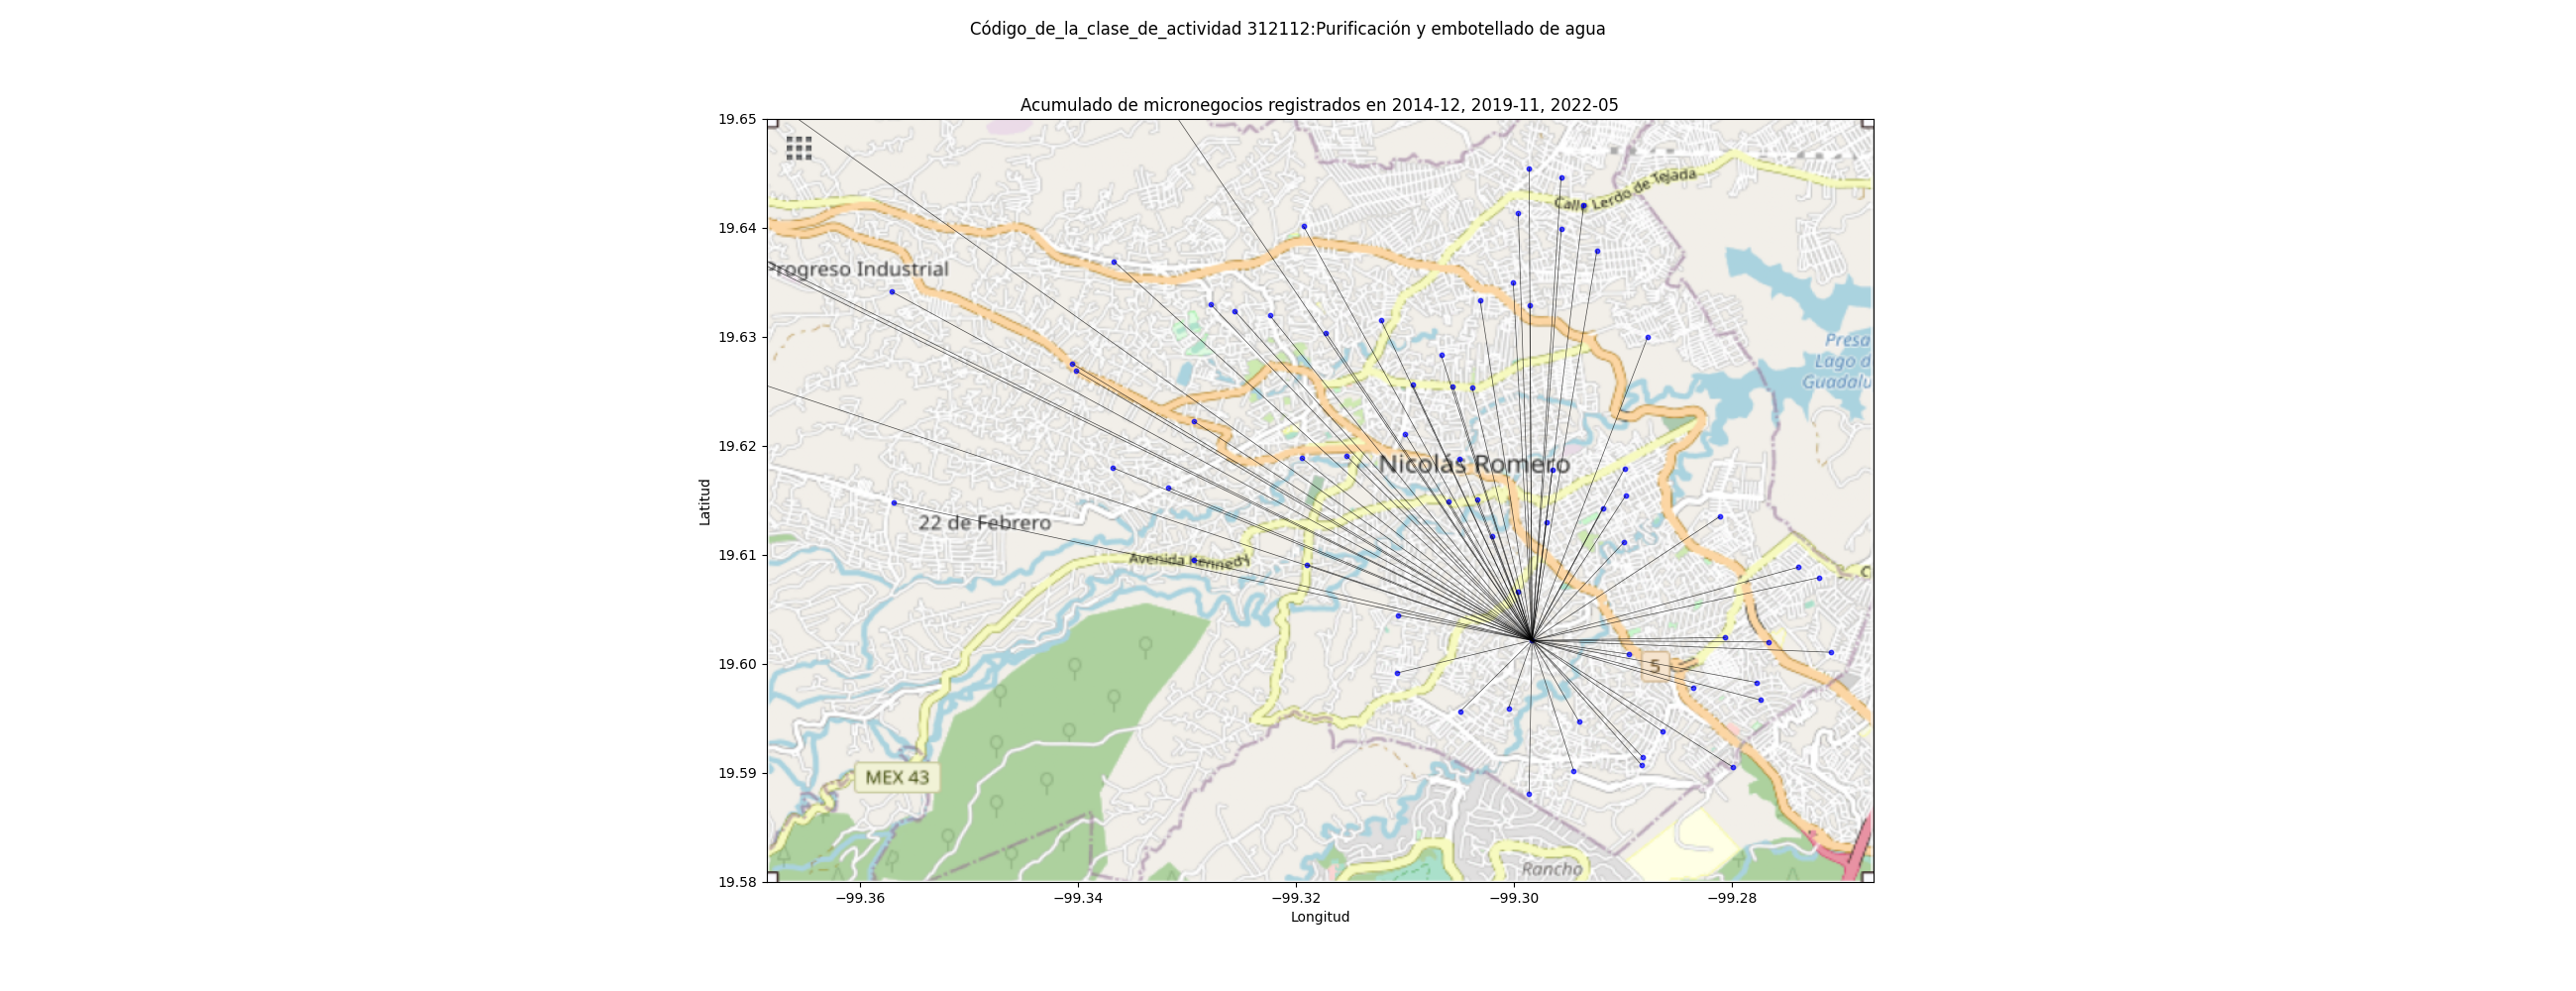 Código_de_la_clase_de_actividad 312112:Purificación y embotellado de agua
Acumulado de micronegocios registrados en 2014-12, 2019-11, 2022-05
19.65
19.64
19.63
19.62
19.61
19.60
19.59
19.58
Latitud
Calle Lerdo de Tejada
Progreso Industrial
Presa
Lago d
Guadalu
Nicolás Romero
22 de Febrero
Avenida Kennedy
C
5
MEX 43
Rancho
−99.36
−99.34
−99.32
−99.30
−99.28
Longitud